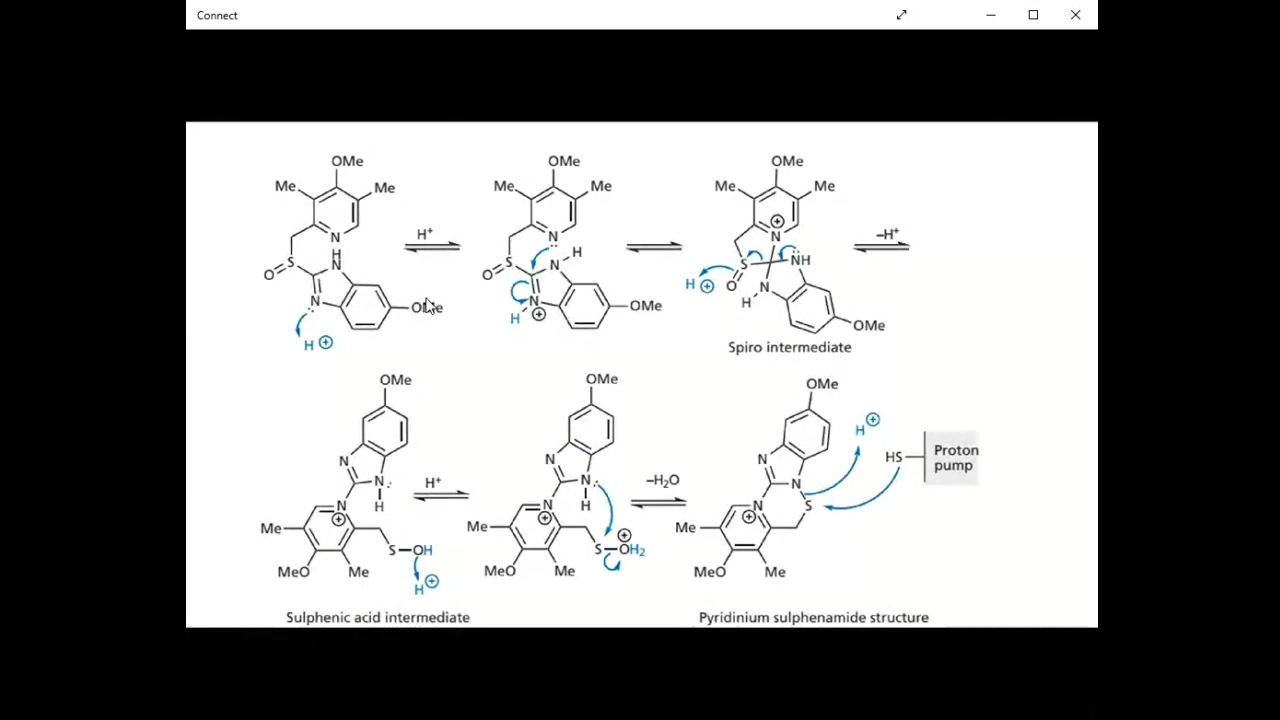 Connect
OMe
Me
Me
N
H
N
S
O
N
OMe
H ⊕
H⁺
OMe
Me
Me
N
H
N
S
O
N
H
⊕
OMe
OMe
Me
Me
⊕
N
S
O
NH
N
H
H ⊕
OMe
Spiro intermediate
–H⁺
OMe
N
N
H
N
⊕
Me
MeO
Me
S—OH
H⊕
Sulphenic acid intermediate
H⁺
OMe
N
N
H
N
⊕
Me
MeO
Me
⊕
S—OH₂
–H₂O
OMe
N
N
N
⊕
S
Me
MeO
Me
H⊕
HS
Proton
pump
Pyridinium sulphenamide structure